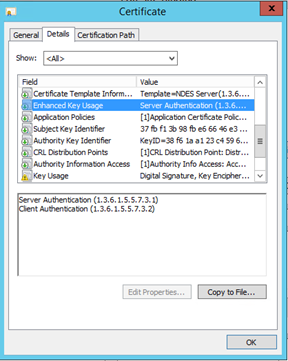 Certificate
General Details Certification Path
Show: <All>
Field Value
Certificate Template Inform... Template=NDES Server(1.3.6....
Enhanced Key Usage Server Authentication (1.3.6....
Application Policies [1]Application Certificate Polic...
Subject Key Identifier 37 fb f1 3b 98 fb e6 66 46 e3 ...
Authority Key Identifier KeyID=38 f6 1a a1 23 c4 59 6...
CRL Distribution Points [1]CRL Distribution Point: Distr...
Authority Information Access [1]Authority Info Access: Acc...
Key Usage Digital Signature, Key Encipher...
Server Authentication (1.3.6.1.5.5.7.3.1)
Client Authentication (1.3.6.1.5.5.7.3.2)
Edit Properties... Copy to File...
OK